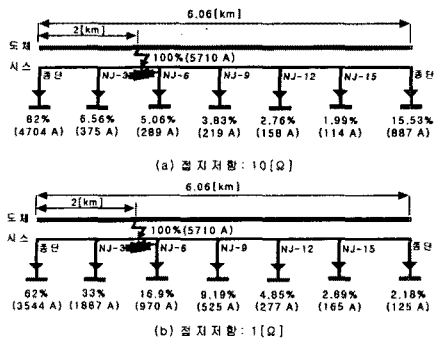 6.06[km]
2[km]
도체
100%(5710 A)
시스
종단 NJ-3 NJ-6 NJ-9 NJ-12 NJ-15 종단
82% 6.56% 5.06% 3.83% 2.76% 1.99% 15.53%
(4704 A) (375 A) (289 A) (219 A) (158 A) (114 A) (887 A)
(a) 접지저항: 10[Ω]
6.06[km]
2[km]
도체
100%(5710 A)
시스
종단 NJ-3 NJ-6 NJ-9 NJ-12 NJ-15 종단
62% 33% 16.9% 9.19% 4.85% 2.89% 2.18%
(3544 A) (1887 A) (970 A) (525 A) (277 A) (165 A) (125 A)
(b) 접지저항: 1[Ω]